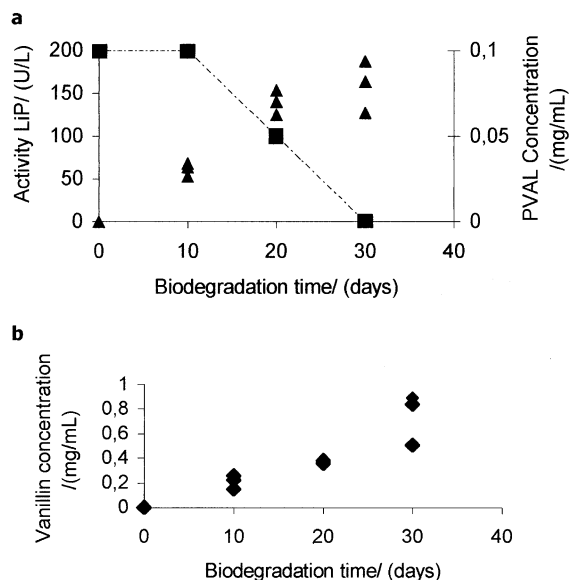 a
Activity LiP/ (U/L)
200
150
100
50
0
0,1
0,05
0
PVAL Concentration
/(mg/mL)
0 10 20 30 40
Biodegradation time/ (days)
b
Vanillin concentration
/(mg/mL)
1
0,8
0,6
0,4
0,2
0
0 10 20 30 40
Biodegradation time/ (days)